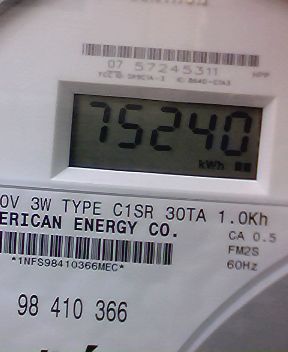 07 57245311
75240
kWh
0V 3W TYPE C1SR 30TA 1.0Kh
ERICAN ENERGY CO.
CA 0.5
FM2S
*1NFS98410366MEC*
60Hz
98 410 366